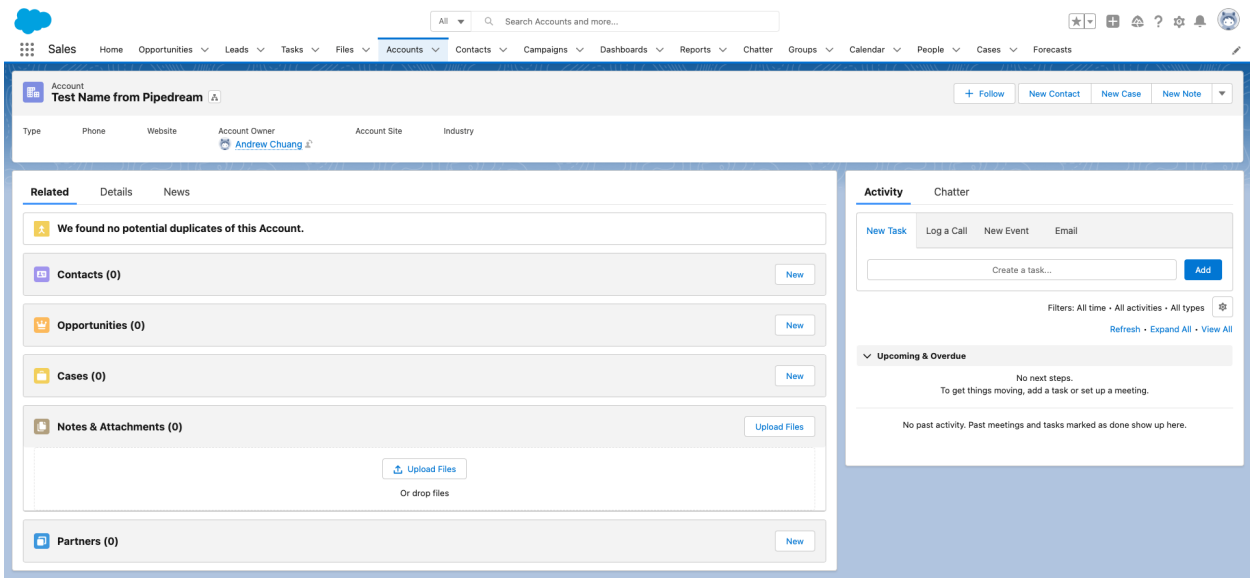 All
Search Accounts and more...
Sales
Home
Opportunities
Leads
Tasks
Files
Accounts
Contacts
Campaigns
Dashboards
Reports
Chatter
Groups
Calendar
People
Cases
Forecasts
Account
Test Name from Pipedream
+ Follow
New Contact
New Case
New Note
Type
Phone
Website
Account Owner
Account Site
Industry
Andrew Chuang
Related
Details
News
We found no potential duplicates of this Account.
Contacts (0)
New
Opportunities (0)
New
Cases (0)
New
Notes & Attachments (0)
Upload Files
Upload Files
Or drop files
Partners (0)
New
Activity
Chatter
New Task
Log a Call
New Event
Email
Create a task...
Add
Filters: All time • All activities • All types
Refresh • Expand All • View All
Upcoming & Overdue
No next steps.
To get things moving, add a task or set up a meeting.
No past activity. Past meetings and tasks marked as done show up here.